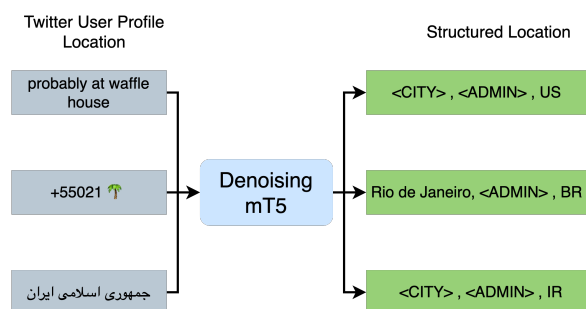 Twitter User Profile
Location
Structured Location
probably at waffle
house
<CITY> , <ADMIN> , US
+55021 🌴
Denoising
mT5
Rio de Janeiro, <ADMIN> , BR
جمهوری اسلامی ایران
<CITY> , <ADMIN> , IR